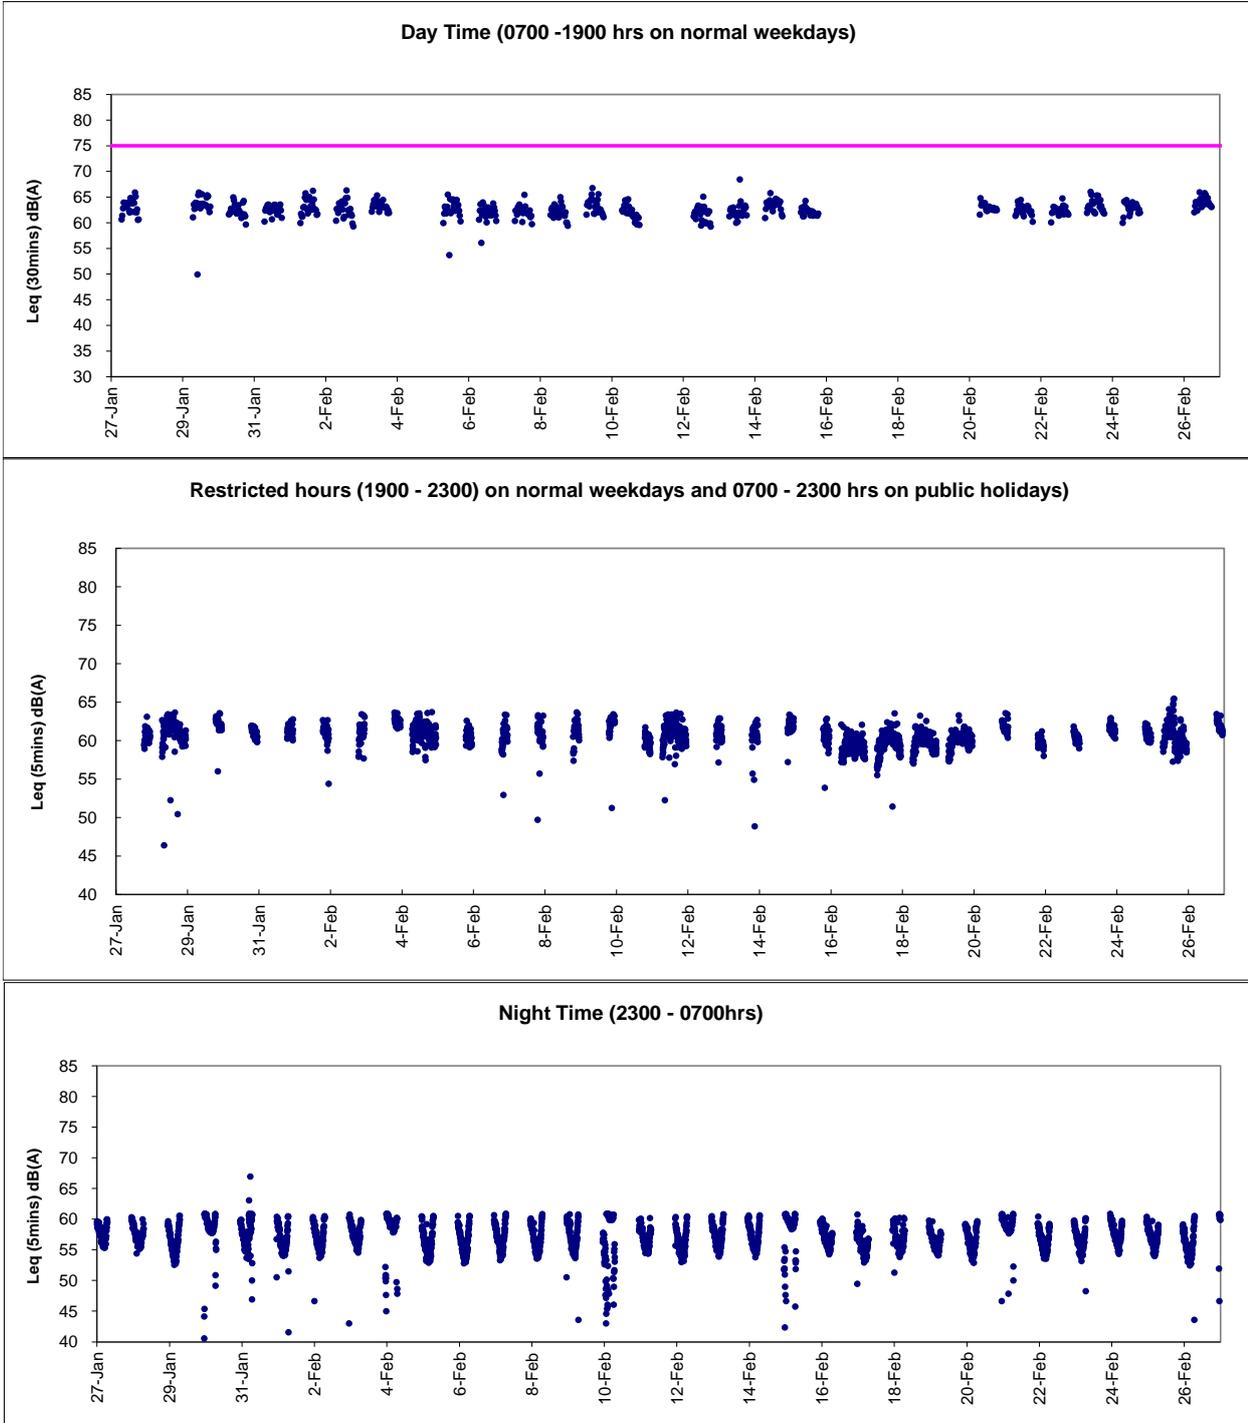 Day Time (0700 -1900 hrs on normal weekdays)
Leq (30mins) dB(A)
85
80
75
70
65
60
55
50
45
40
35
30
27-Jan
29-Jan
31-Jan
2-Feb
4-Feb
6-Feb
8-Feb
10-Feb
12-Feb
14-Feb
16-Feb
18-Feb
20-Feb
22-Feb
24-Feb
26-Feb
Restricted hours (1900 - 2300) on normal weekdays and 0700 - 2300 hrs on public holidays)
Leq (5mins) dB(A)
85
80
75
70
65
60
55
50
45
40
27-Jan
29-Jan
31-Jan
2-Feb
4-Feb
6-Feb
8-Feb
10-Feb
12-Feb
14-Feb
16-Feb
18-Feb
20-Feb
22-Feb
24-Feb
26-Feb
Night Time (2300 - 0700hrs)
Leq (5mins) dB(A)
85
80
75
70
65
60
55
50
45
40
27-Jan
29-Jan
31-Jan
2-Feb
4-Feb
6-Feb
8-Feb
10-Feb
12-Feb
14-Feb
16-Feb
18-Feb
20-Feb
22-Feb
24-Feb
26-Feb